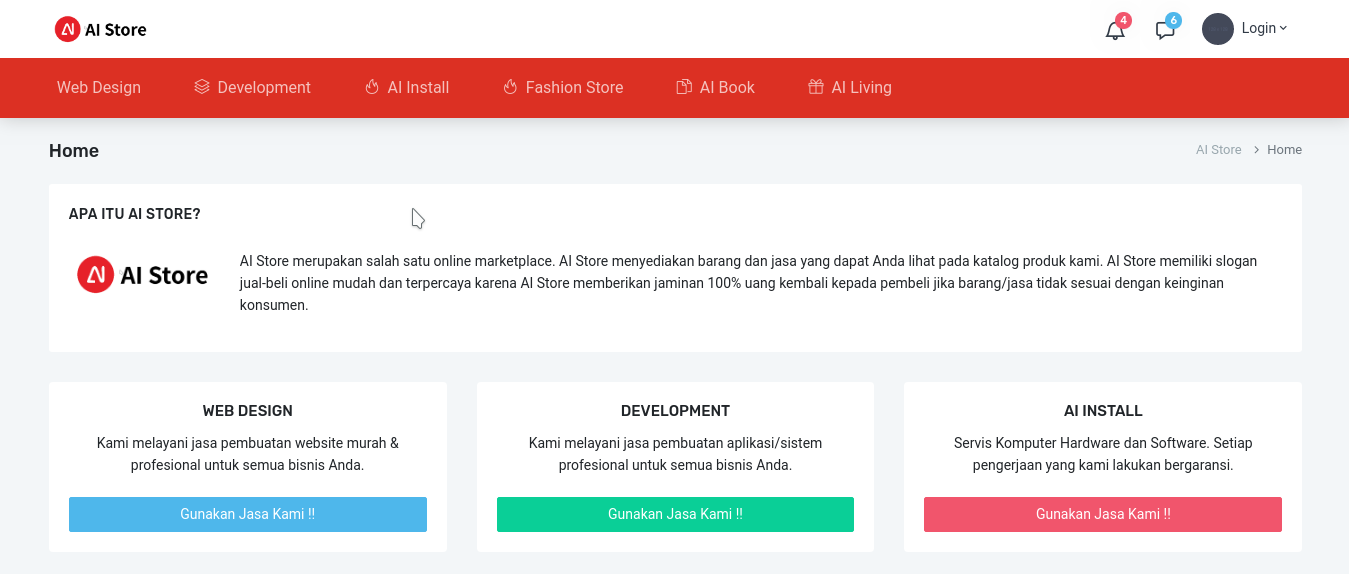 AI Store
4
6
Login
Web Design
Development
AI Install
Fashion Store
AI Book
AI Living
Home
AI Store
Home
APA ITU AI STORE?
AI Store
AI Store merupakan salah satu online marketplace. AI Store menyediakan barang dan jasa yang dapat Anda lihat pada katalog produk kami. AI Store memiliki slogan
jual-beli online mudah dan terpercaya karena AI Store memberikan jaminan 100% uang kembali kepada pembeli jika barang/jasa tidak sesuai dengan keinginan
konsumen.
WEB DESIGN
Kami melayani jasa pembuatan website murah &
profesional untuk semua bisnis Anda.
Gunakan Jasa Kami !!
DEVELOPMENT
Kami melayani jasa pembuatan aplikasi/sistem
profesional untuk semua bisnis Anda.
Gunakan Jasa Kami !!
AI INSTALL
Servis Komputer Hardware dan Software. Setiap
pengerjaan yang kami lakukan bergaransi.
Gunakan Jasa Kami !!